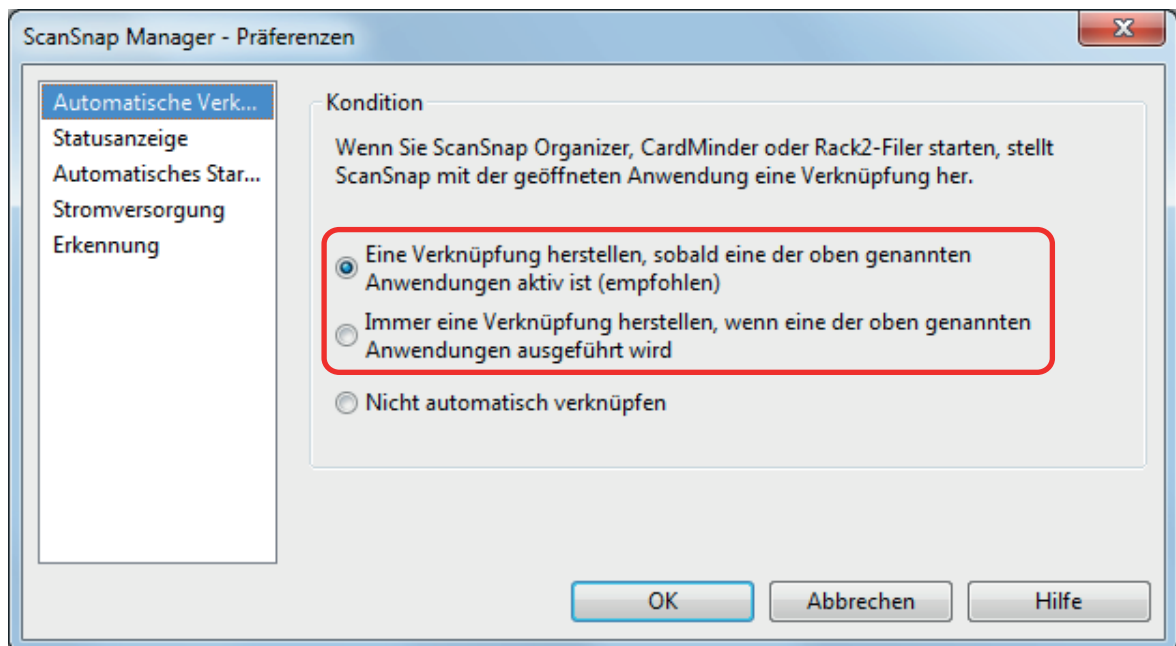 ScanSnap Manager - Präferenzen
Automatische Verk...
Statusanzeige
Automatisches Star...
Stromversorgung
Erkennung
Kondition
Wenn Sie ScanSnap Organizer, CardMinder oder Rack2-Filer starten, stellt
ScanSnap mit der geöffneten Anwendung eine Verknüpfung her.
Eine Verknüpfung herstellen, sobald eine der oben genannten
Anwendungen aktiv ist (empfohlen)
Immer eine Verknüpfung herstellen, wenn eine der oben genannten
Anwendungen ausgeführt wird
Nicht automatisch verknüpfen
OK
Abbrechen
Hilfe